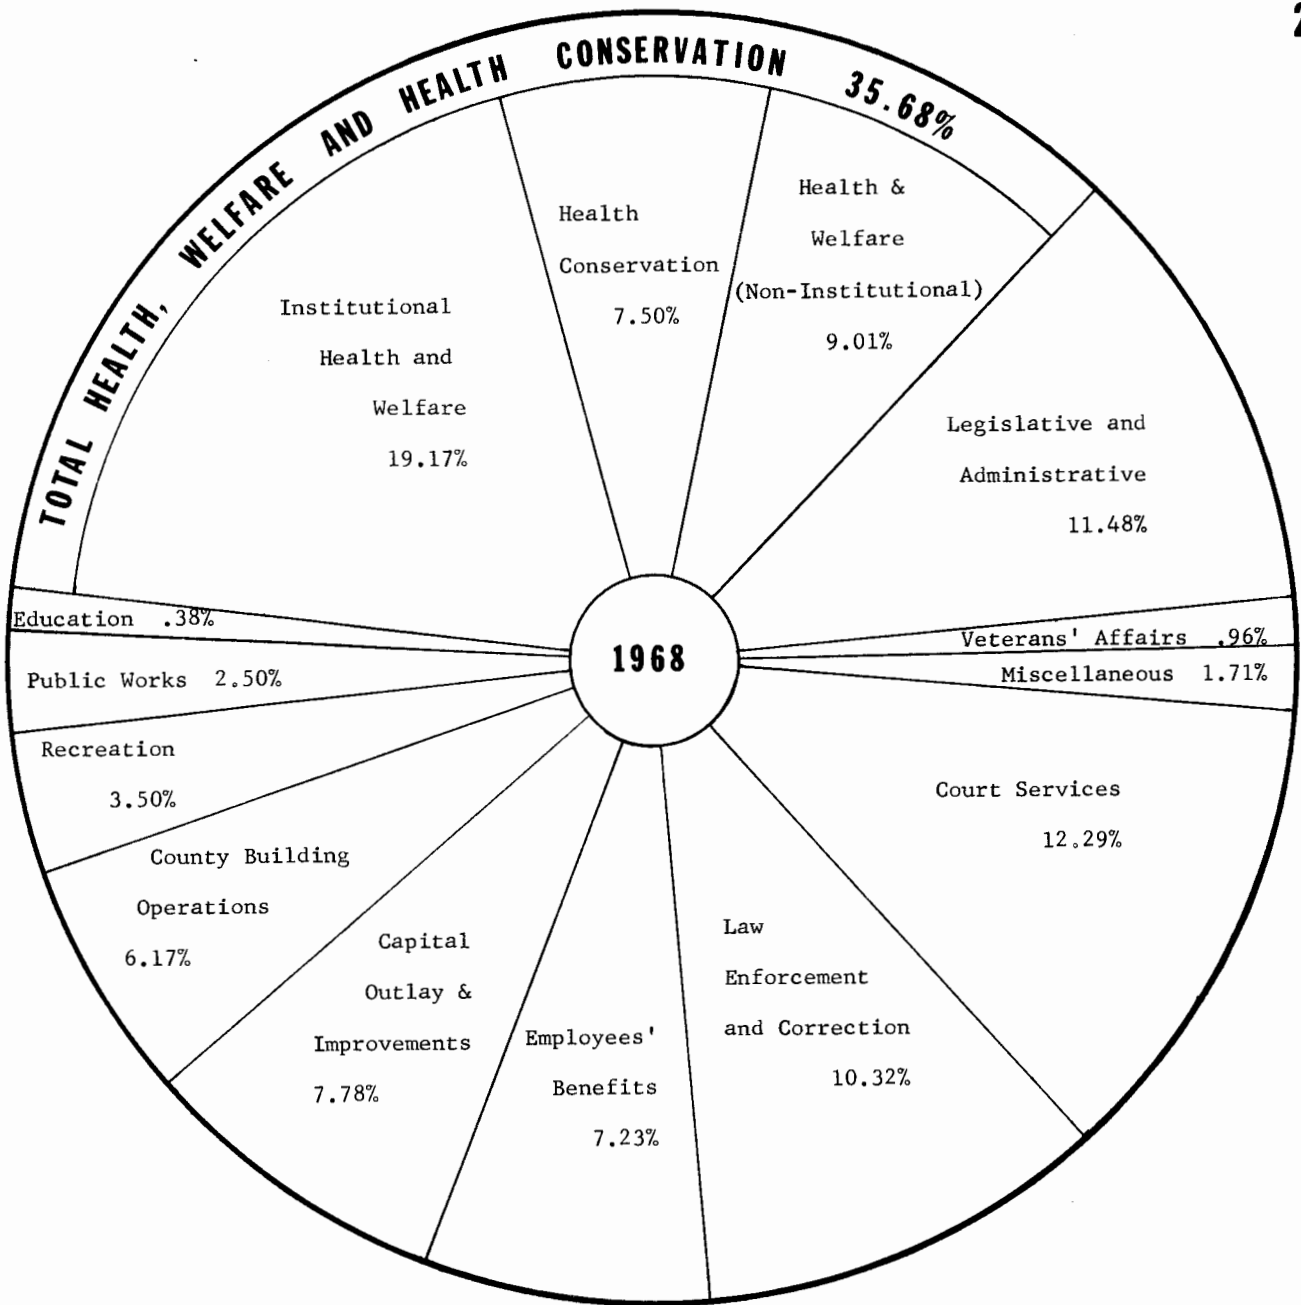 TOTAL HEALTH, WELFARE AND HEALTH CONSERVATION 35.68%
Institutional
Health and
Welfare
19.17%
Health
Conservation
7.50%
Health &
Welfare
(Non-Institutional)
9.01%
Legislative and
Administrative
11.48%
Veterans' Affairs .96%
Miscellaneous 1.71%
Court Services
12.29%
Law
Enforcement
and Correction
10.32%
Employees'
Benefits
7.23%
Capital
Outlay &
Improvements
7.78%
County Building
Operations
6.17%
Recreation
3.50%
Public Works 2.50%
Education .38%
1968